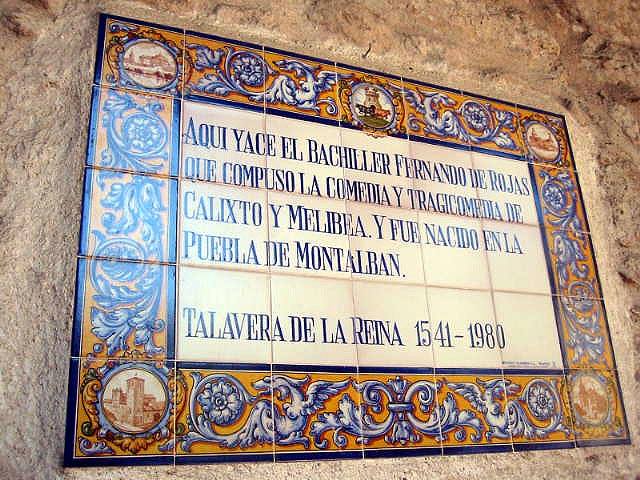 AQUI YACE EL BACHILLER FERNANDO DE ROJAS
QUE COMPUSO LA COMEDIA Y TRAGICOMEDIA DE
CALIXTO Y MELIBEA. Y FUE NACIDO EN LA
PUEBLA DE MONTALBAN.
TALAVERA DE LA REINA 1541-1980